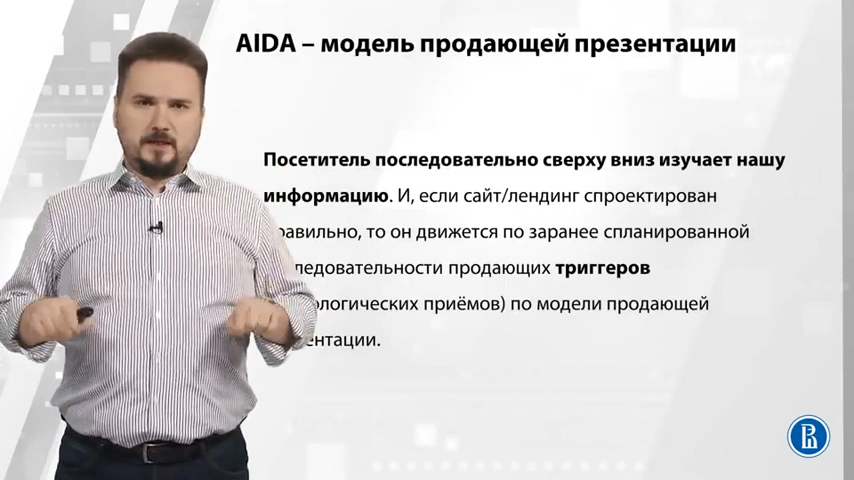 AIDA – модель продающей презентации
Посетитель последовательно сверху вниз изучает нашу
информацию. И, если сайт/лендинг спроектирован
то он движется по заранее спланированной
продающих триггеров
приёмов) по модели продающей